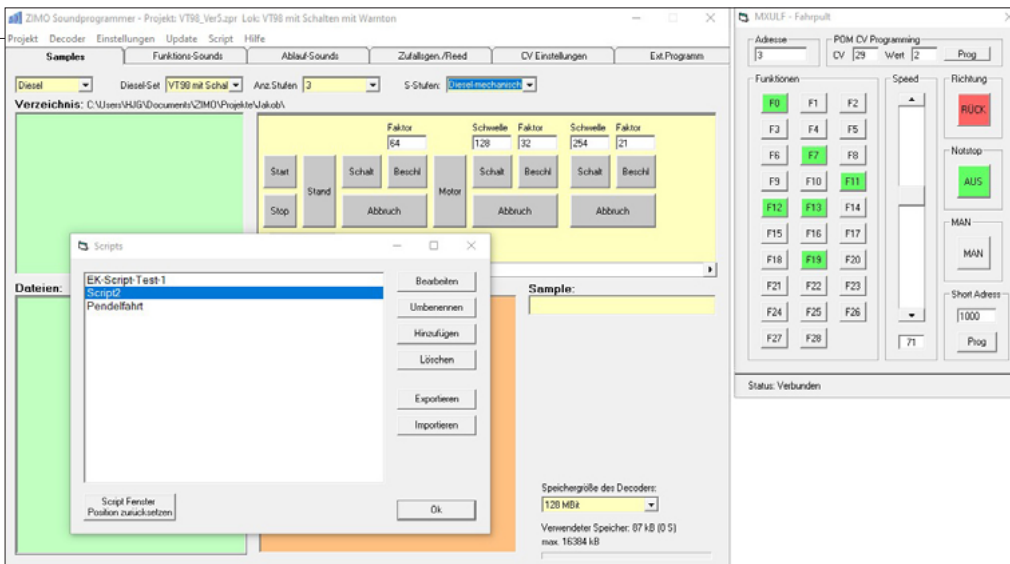 ZIMO Soundprogrammer - Projekt: VT98_Ver5.zpr Lok: VT98 mit Schalten mit Warnton
Projekt Decoder Einstellungen Update Script Hilfe
Samples Funktions-Sounds Ablauf-Sounds Zufallsgen./Reed CV Einstellungen Ext.Programm
Diesel Diesel-Set VT98 mit Schal Anz.Stufen 3 S-Stufen: Diesel-mechanisch
Verzeichnis: C:\Users\HJG\Documents\ZIMO\Projekte\Jakob\
Faktor Schwelle Faktor Schwelle Faktor
64 128 32 254 21
Start Stand Schalt Beschl Motor Schalt Beschl Schalt Beschl
Stop Abbruch Abbruch Abbruch
Dateien: Sample:
Scripts
EK-Script-Test-1
Script2
Pendelfahrt
Bearbeiten
Umbenennen
Hinzufügen
Löschen
Exportieren
Importieren
Script Fenster
Position zurücksetzen
Ok
Speichergröße des Decoders:
128 MBit
Verwendeter Speicher: 87 kB (0 S)
max. 16384 kB
MXULF - Fahrpult
Adresse POM CV Programming
3 CV 29 Wert 2 Prog
Funktionen Speed Richtung
F0 F1 F2 RÜCK
F3 F4 F5
F6 F7 F8 Notstop
F9 F10 F11 AUS
F12 F13 F14
F15 F16 F17 MAN
F18 F19 F20 MAN
F21 F22 F23 Short Adress
F24 F25 F26 1000
F27 F28 71 Prog
Status: Verbunden